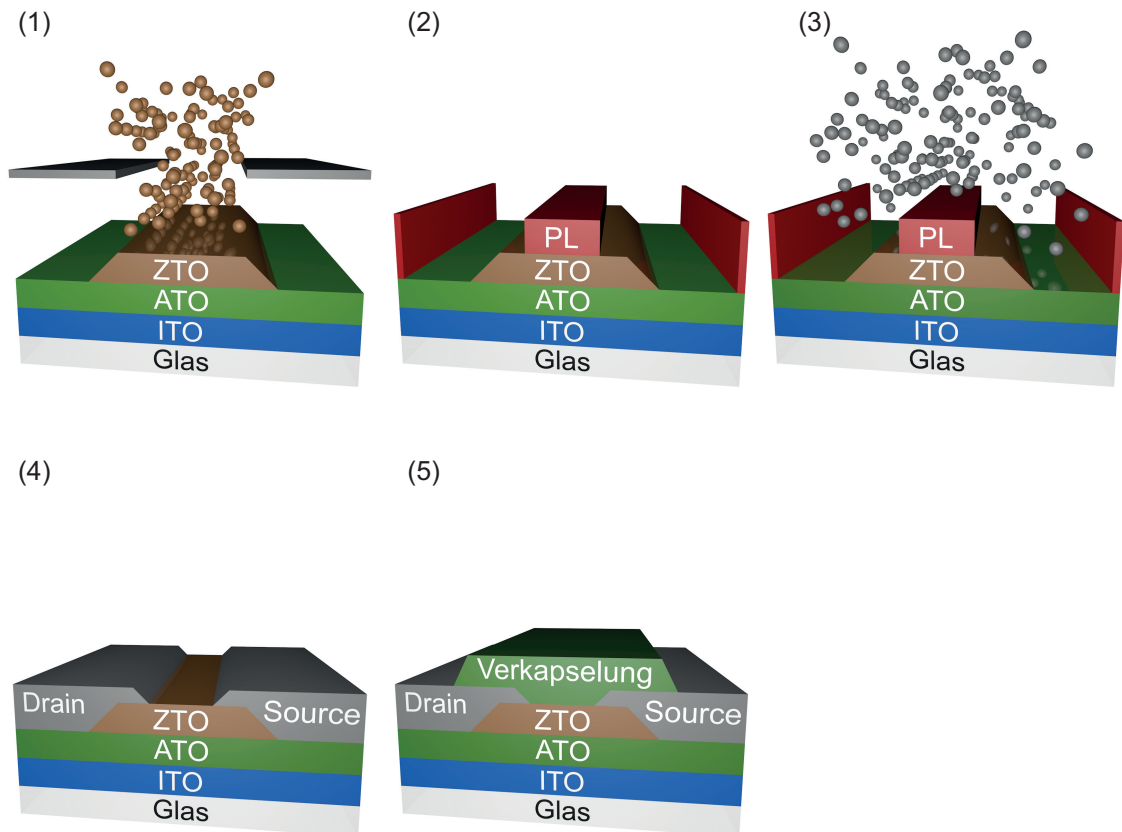 (1)
ZTO
ATO
ITO
Glas
(2)
PL
ZTO
ATO
ITO
Glas
(3)
PL
ZTO
ATO
ITO
Glas
(4)
Drain
Source
ZTO
ATO
ITO
Glas
(5)
Verkapselung
Drain
Source
ZTO
ATO
ITO
Glas